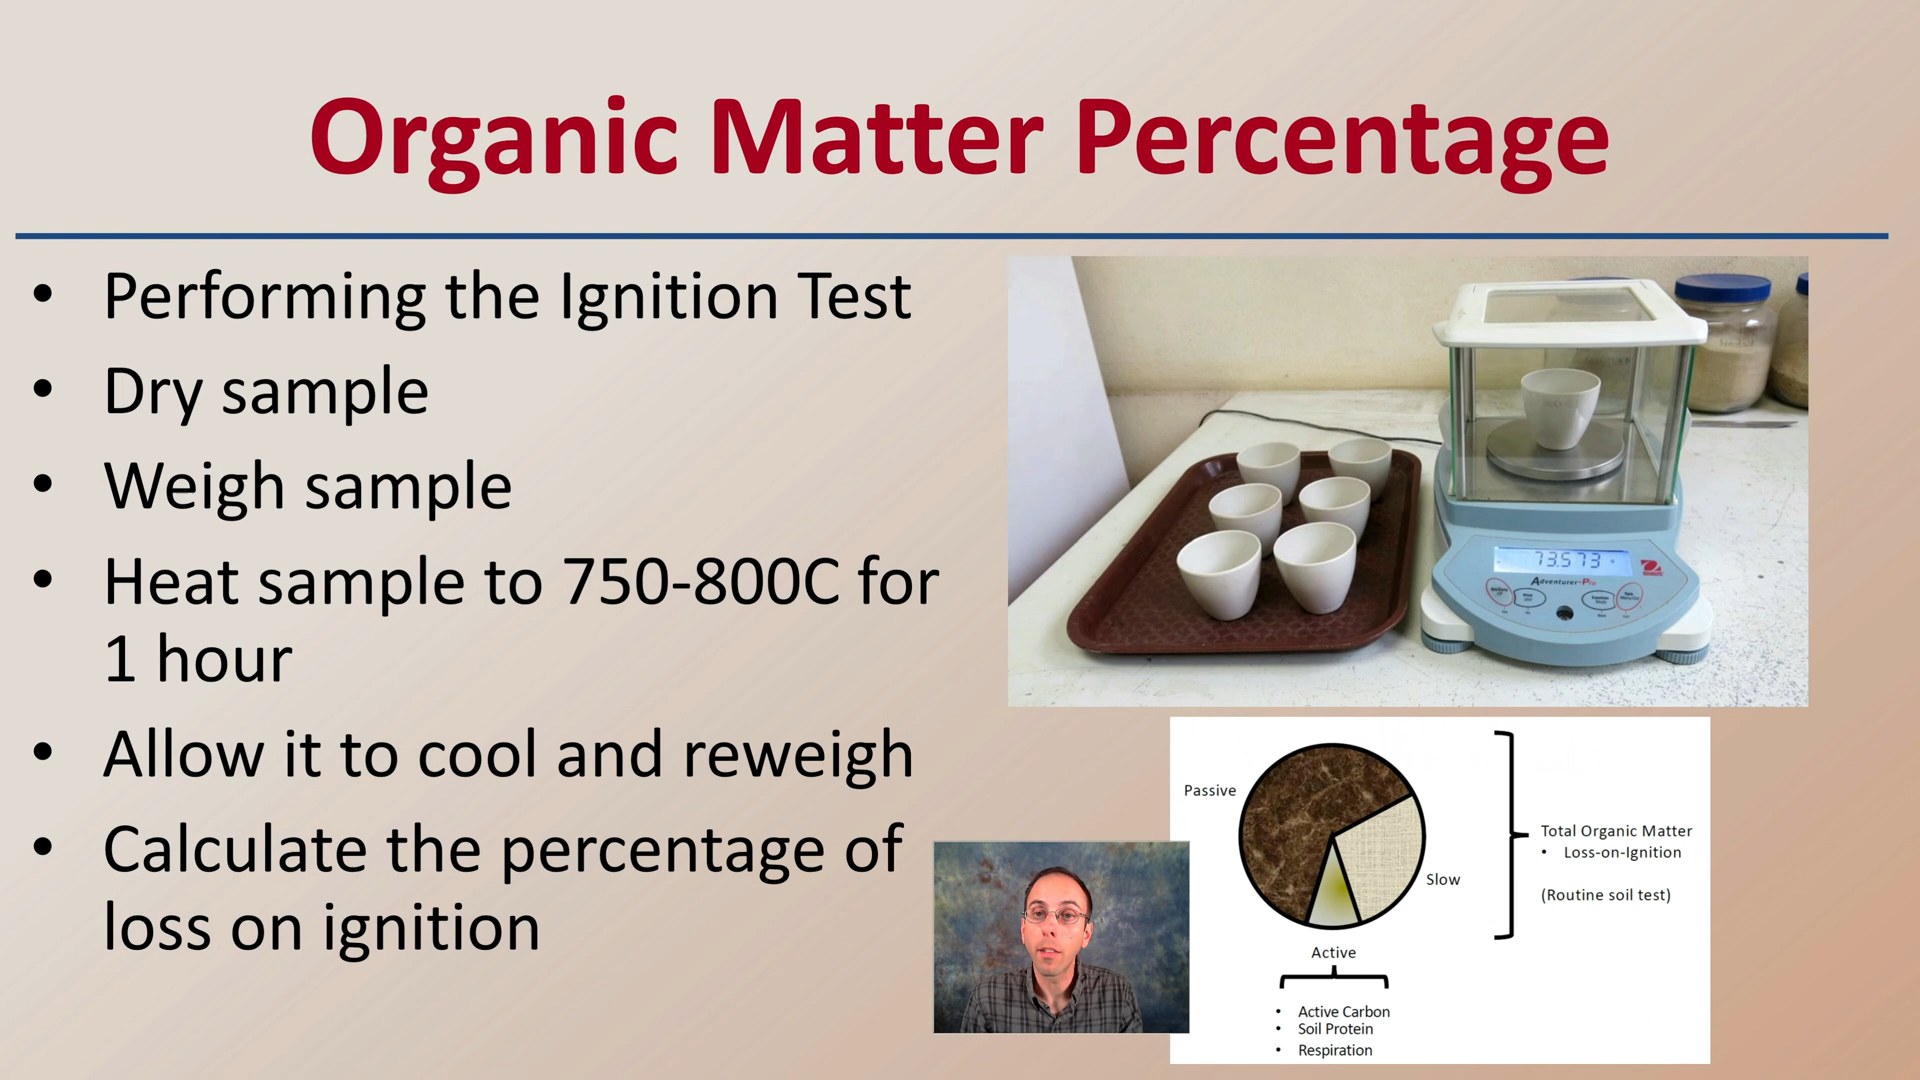 Organic Matter Percentage
• Performing the Ignition Test
• Dry sample
• Weigh sample
• Heat sample to 750-800C for
1 hour
• Allow it to cool and reweigh
• Calculate the percentage of
loss on ignition
73.573
Adventurer-Pro
Passive
Slow
Active
• Active Carbon
• Soil Protein
• Respiration
Total Organic Matter
• Loss-on-Ignition
(Routine soil test)